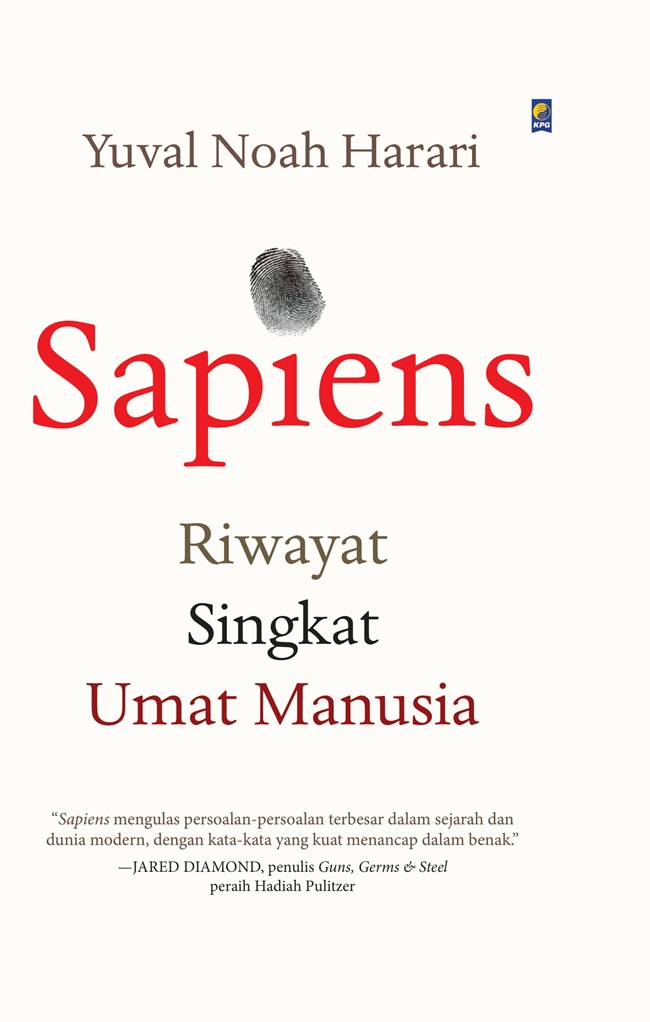 KPG
Yuval Noah Harari
Sapiens
Riwayat
Singkat
Umat Manusia
“Sapiens mengulas persoalan-persoalan terbesar dalam sejarah dan
dunia modern, dengan kata-kata yang kuat menancap dalam benak.”
—JARED DIAMOND, penulis Guns, Germs & Steel
peraih Hadiah Pulitzer